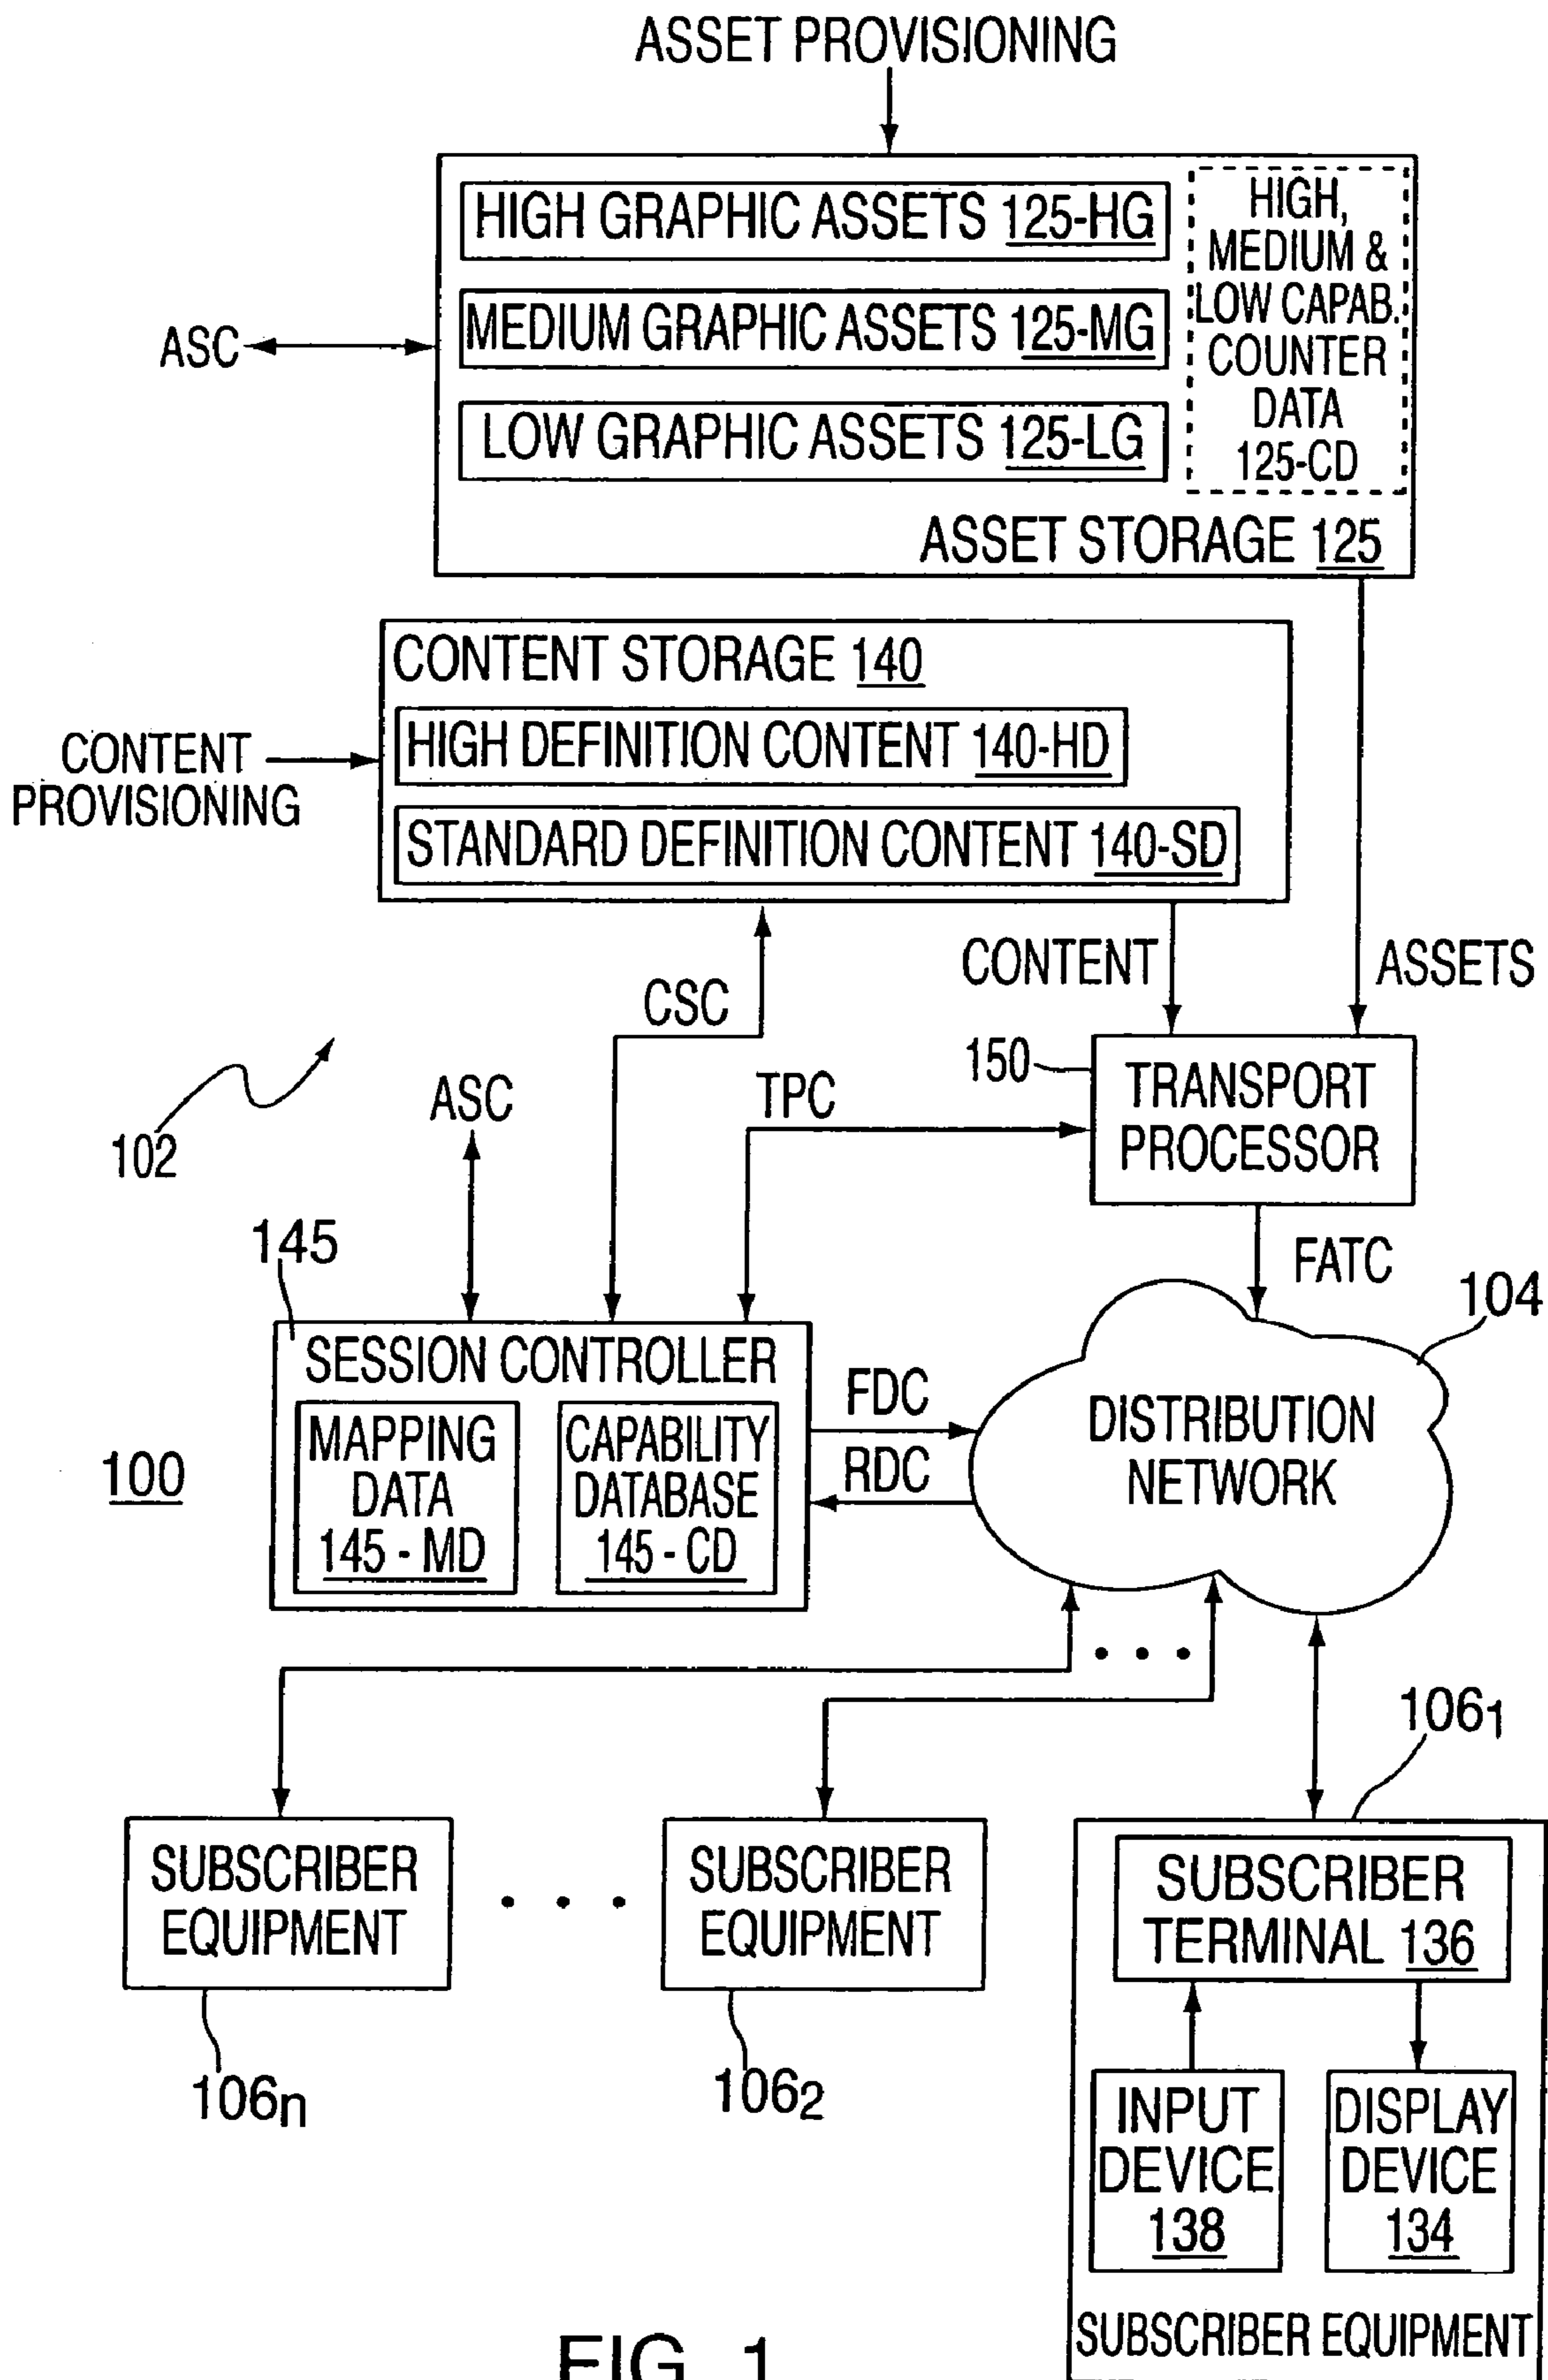 ASSET PROVISIONING
HIGH GRAPHIC ASSETS 125-HG
MEDIUM GRAPHIC ASSETS 125-MG
LOW GRAPHIC ASSETS 125-LG
HIGH,
MEDIUM &
LOW CAPAB.
COUNTER
DATA
125-CD
ASSET STORAGE 125
ASC
CONTENT STORAGE 140
HIGH DEFINITION CONTENT 140-HD
STANDARD DEFINITION CONTENT 140-SD
CONTENT
PROVISIONING
CONTENT
ASSETS
CSC
102
ASC
TPC
150
TRANSPORT
PROCESSOR
FATC
145
SESSION CONTROLLER
MAPPING
DATA
145 - MD
CAPABILITY
DATABASE
145 - CD
100
FDC
RDC
104
DISTRIBUTION
NETWORK
SUBSCRIBER
EQUIPMENT
106n
SUBSCRIBER
EQUIPMENT
1062
1061
SUBSCRIBER
TERMINAL 136
INPUT
DEVICE
138
DISPLAY
DEVICE
134
SUBSCRIBER EQUIPMENT
FIG. 1